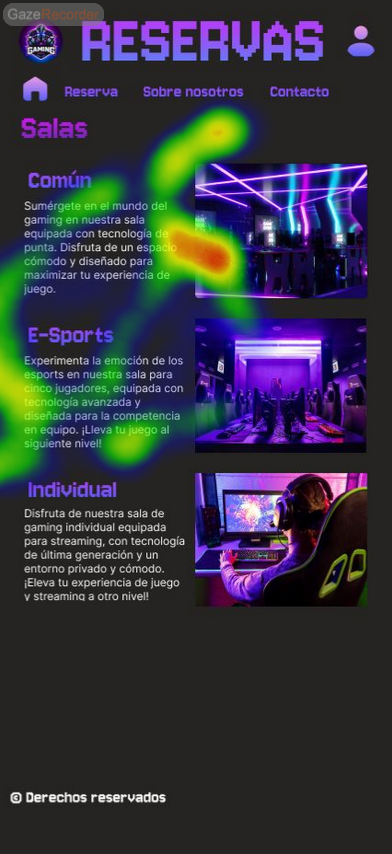 GazeRecorder
GAMING
RESERVAS
Reserva Sobre nosotros Contacto
Salas
Común
Sumérgete en el mundo del
gaming en nuestra sala
equipada con tecnología de
punta. Disfruta de un espacio
cómodo y diseñado para
maximizar tu experiencia de
juego.
E-Sports
Experimenta la emoción de los
esports en nuestra sala para
cinco jugadores, equipada con
tecnología avanzada y
diseñada para la competencia
en equipo. ¡Lleva tu juego al
siguiente nivel!
Individual
Disfruta de nuestra sala de
gaming individual equipada
para streaming, con tecnología
de última generación y un
entorno privado y cómodo.
¡Eleva tu experiencia de juego
y streaming a otro nivel!
© Derechos reservados